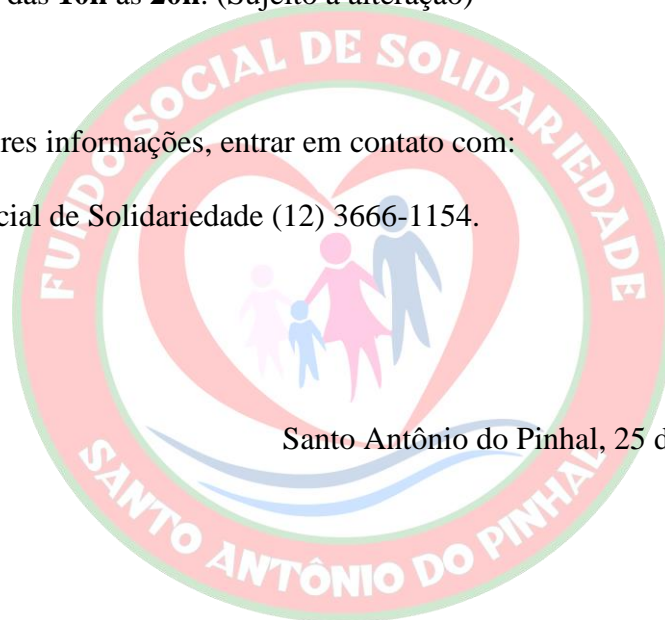 das 10h às 20h. (Sujeito a alteração)
res informações, entrar em contato com:
cial de Solidariedade (12) 3666-1154.
Santo Antônio do Pinhal, 25 d
FUNDO SOCIAL DE SOLIDARIEDADE
SANTO ANTÔNIO DO PINHAL